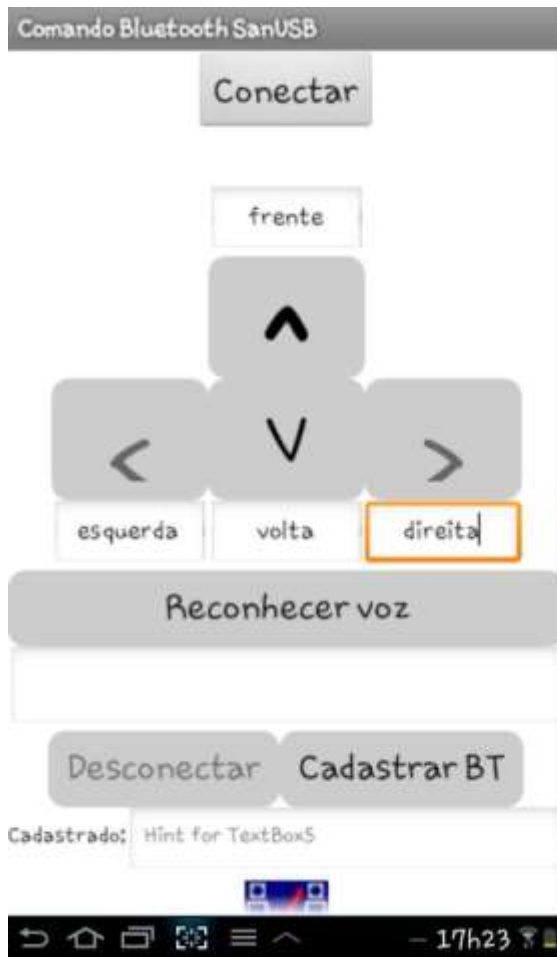 Comando Bluetooth SanUSB
Conectar
frente
esquerda volta direita
Reconhecer voz
Desconectar Cadastrar BT
Cadastrado: Hint for TextBox5
17h23